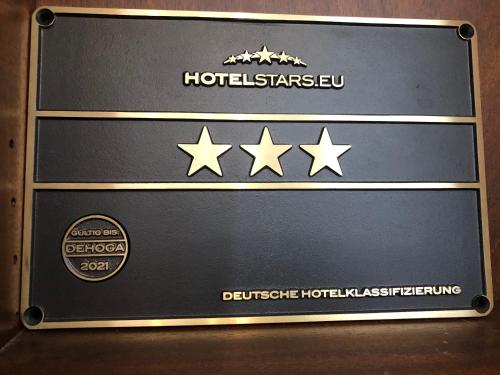 HOTELSTARS.EU
GÜLTIG BIS:
DEHOGA
2021
DEUTSCHE HOTELKLASSIFIZIERUNG